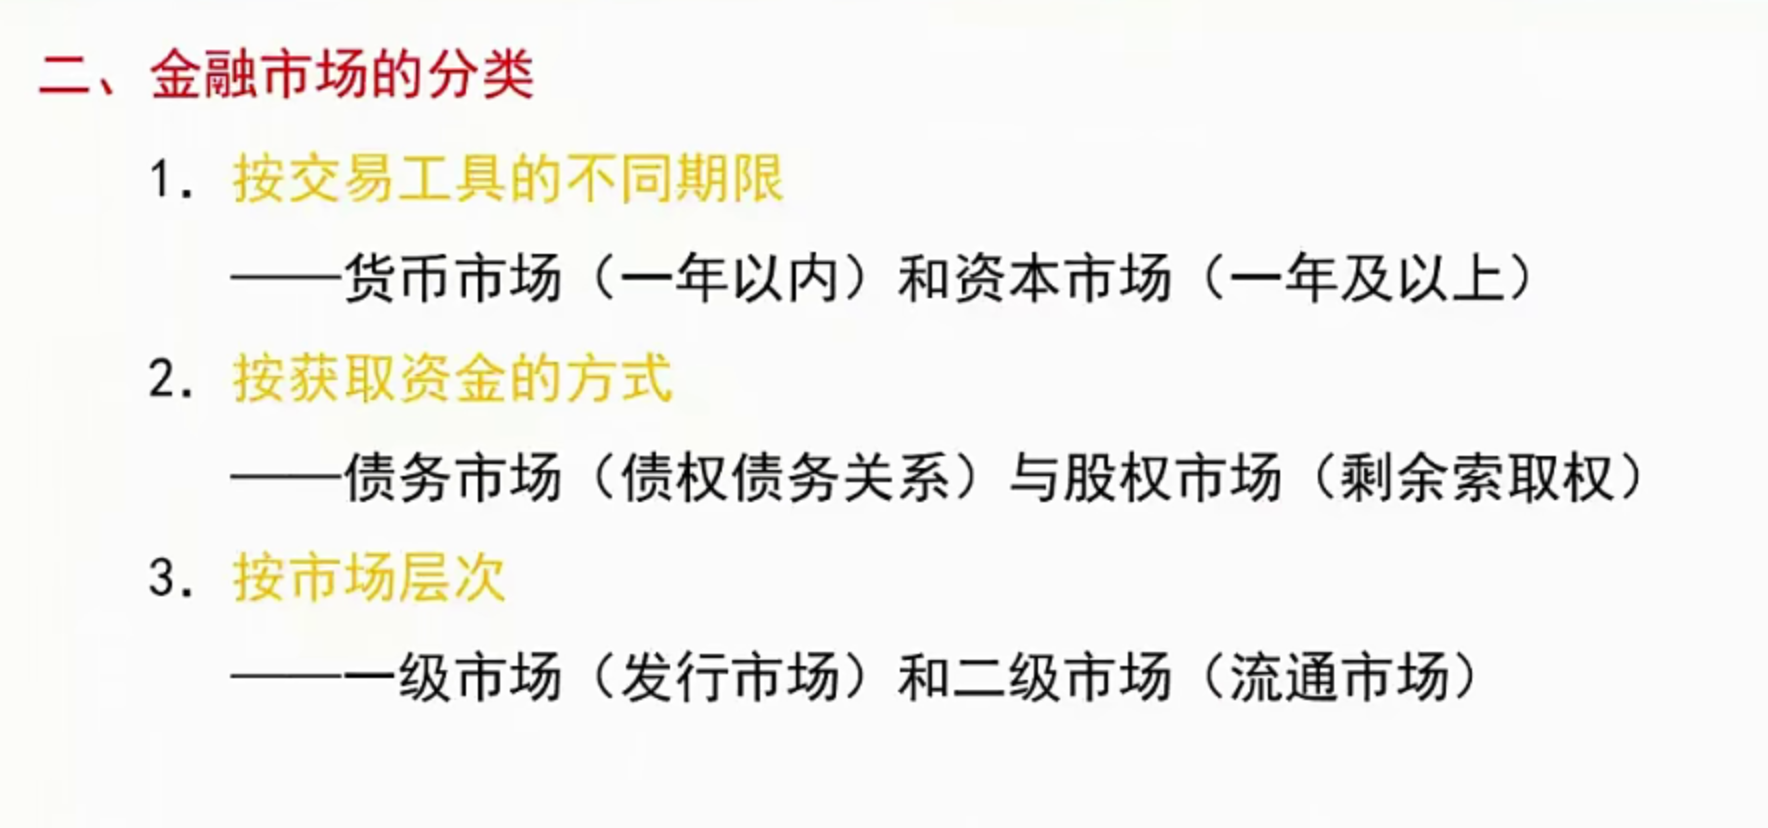 二、金融市场的分类
1. 按交易工具的不同期限
——货币市场（一年以内）和资本市场（一年及以上）
2. 按获取资金的方式
——债务市场（债权债务关系）与股权市场（剩余索取权）
3. 按市场层次
——一级市场（发行市场）和二级市场（流通市场）